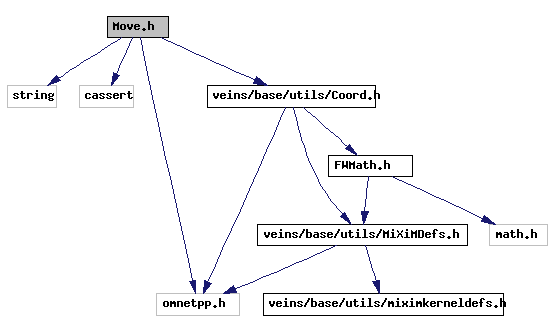 Move.h
string
cassert
veins/base/utils/Coord.h
FWMath.h
veins/base/utils/MiXiMDefs.h
math.h
omnetpp.h
veins/base/utils/miximkerneldefs.h